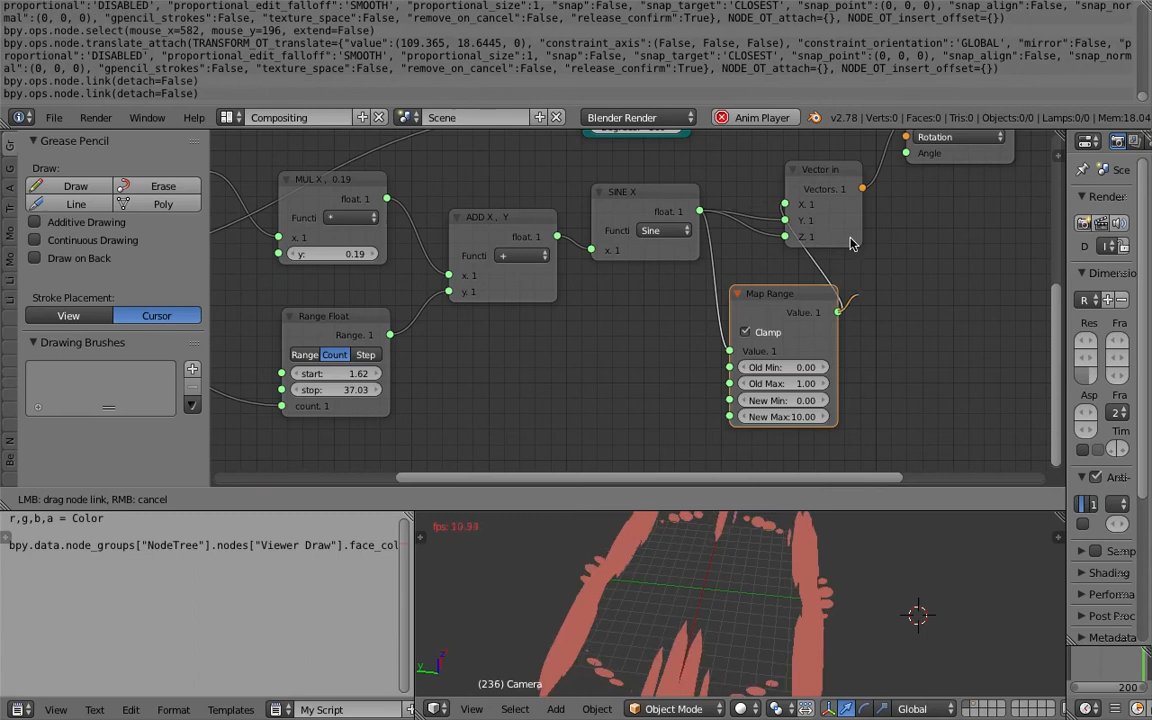 portional":'DISABLED', "proportional_edit_falloff":'SMOOTH', "proportional_size":1, "snap":False, "snap_target":'CLOSEST', "snap_point":(0, 0, 0), "snap_align":False, "snap_nor
mal":(0, 0, 0), "gpencil_strokes":False, "texture_space":False, "remove_on_cancel":False, "release_confirm":True}, NODE_OT_attach={}, NODE_OT_insert_offset={})
bpy.ops.node.select(mouse_x=582, mouse_y=196, extend=False)
bpy.ops.node.translate_attach(TRANSFORM_OT_translate={"value":(109.365, 18.6445, 0), "constraint_axis":(False, False, False), "constraint_orientation":'GLOBAL', "mirror":False, "p
roportional":'DISABLED', "proportional_edit_falloff":'SMOOTH', "proportional_size":1, "snap":False, "snap_target":'CLOSEST', "snap_point":(0, 0, 0), "snap_align":False, "snap_norm
al":(0, 0, 0), "gpencil_strokes":False, "texture_space":False, "remove_on_cancel":False, "release_confirm":True}, NODE_OT_attach={}, NODE_OT_insert_offset={})
bpy.ops.node.link(detach=False)
bpy.ops.node.link(detach=False)
File Render Window Help Compositing Scene Blender Render Anim Player v2.78 | Verts:0 | Faces:0 | Tris:0 | Objects:0/0 | Lamps:0/0 | Mem:18.04
Grease Pencil
Draw:
Draw Erase
Line Poly
Additive Drawing
Continuous Drawing
Draw on Back
Stroke Placement:
View Cursor
Drawing Brushes
Gr
G
R
A
Mo
Mo
Li
Li
N
Be
MUL X , 0.19
float. 1
Functi *
x. 1
y: 0.19
Range Float
Range. 1
Range Count Step
start: 1.62
stop: 37.03
count. 1
ADD X , Y
float. 1
Functi +
x. 1
y. 1
SINE X
float. 1
Functi Sine
x. 1
Vector in
Vectors. 1
X. 1
Y. 1
Z. 1
Rotation
Angle
Map Range
Value. 1
Clamp
Value. 1
Old Min: 0.00
Old Max: 1.00
New Min: 0.00
New Max:10.00
Render
D
Dimensio
R
Res Fra
Asp Fra
2
Tim
Anti-
1
Samp
Shading
Performa
Post Proc
Metadata
200
LMB: drag node link, RMB: cancel
r,g,b,a = Color
bpy.data.node_groups["NodeTree"].nodes["Viewer Draw"].face_col
fps: 10.94
y z
(236) Camera
View Text Edit Format Templates My Script
View Select Add Object Object Mode Global